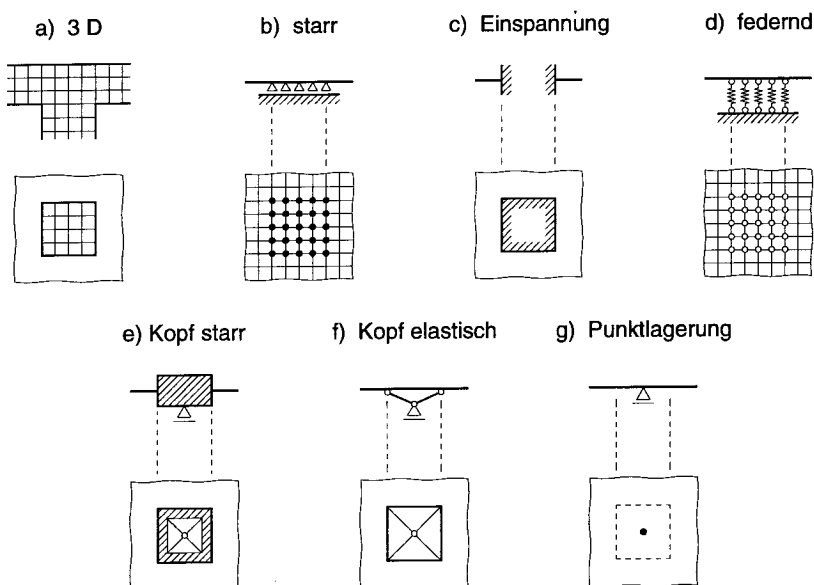 a) 3 D
b) starr
c) Einspannung
d) federnd
e) Kopf starr
f) Kopf elastisch
g) Punktlagerung